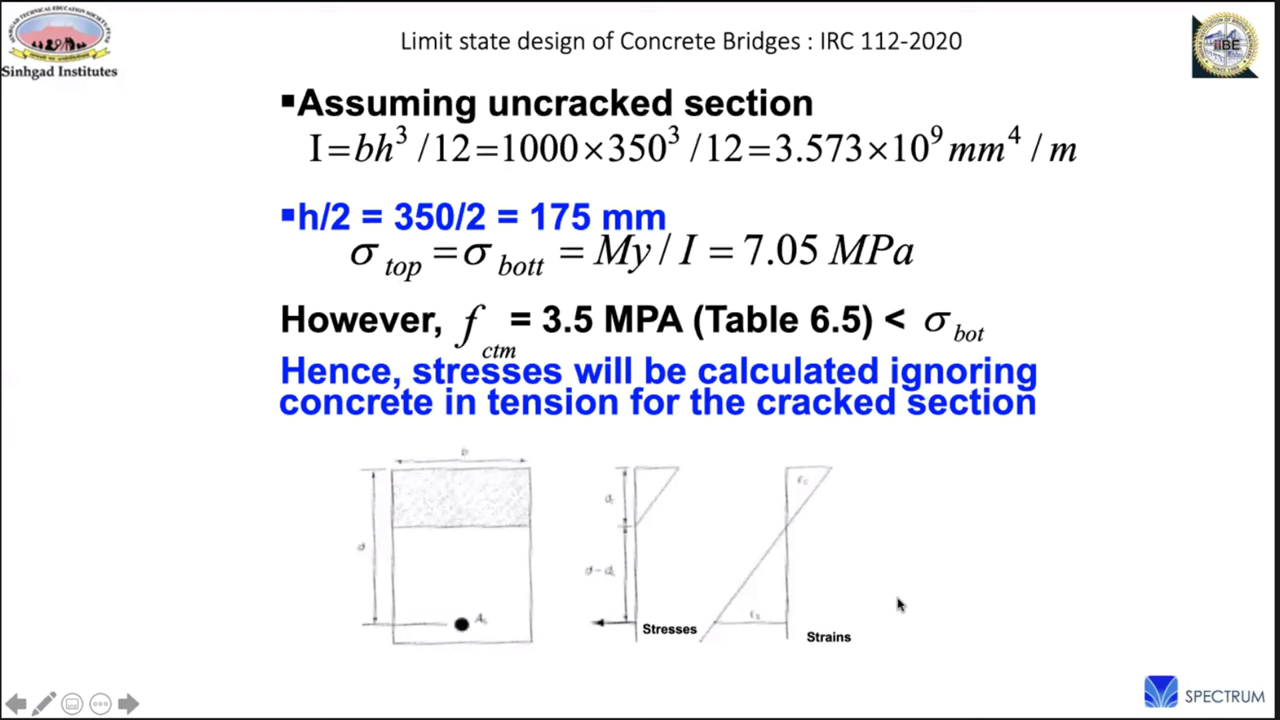 Limit state design of Concrete Bridges : IRC 112-2020
Sinhgad Institutes
IIBE
▪Assuming uncracked section
I=bh³/12=1000×350³/12=3.573×10⁹ mm⁴/m
▪h/2 = 350/2 = 175 mm
σ top = σ bott = My/I = 7.05 MPa
However, f ctm = 3.5 MPA (Table 6.5) < σ bot
Hence, stresses will be calculated ignoring
concrete in tension for the cracked section
b
d
Stresses
Strains
SPECTRUM